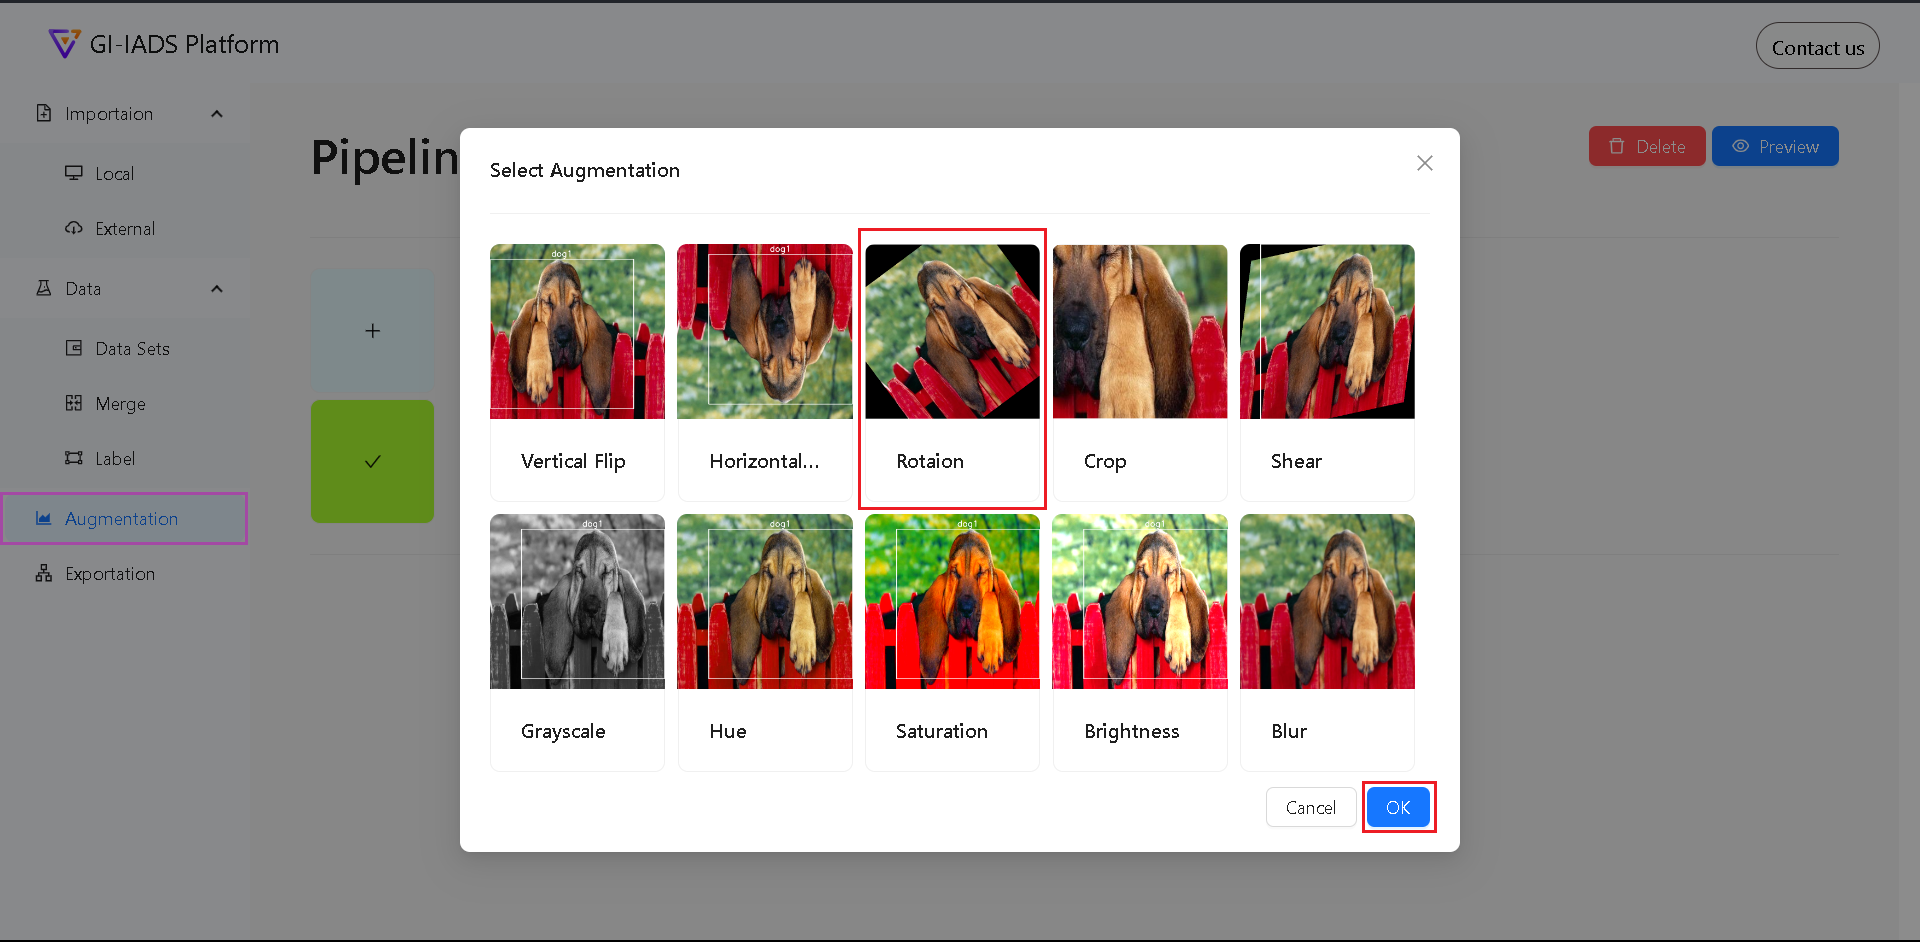 GI-IADS Platform
Contact us
Importaion
Local
External
Data
Data Sets
Merge
Label
Augmentation
Exportation
Pipelin
Delete
Preview
Select Augmentation
dog1
dog1
Vertical Flip
Horizontal...
Rotaion
Crop
Shear
dog1
dog1
dog1
dog1
Grayscale
Hue
Saturation
Brightness
Blur
Cancel
OK